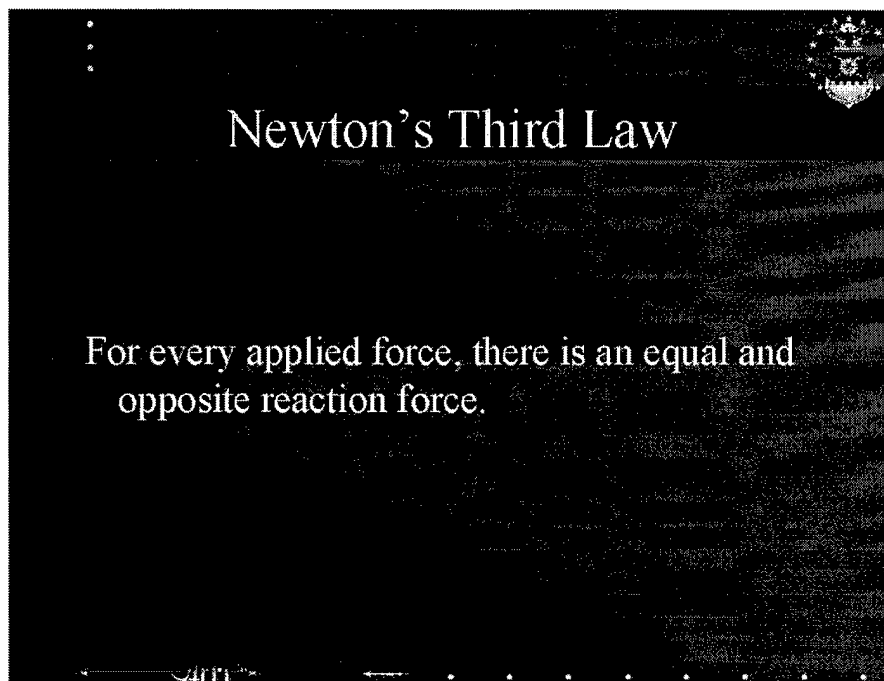 Newton's Third Law
For every applied force, there is an equal and
opposite reaction force.